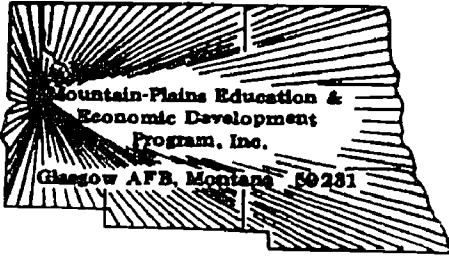 Mountain-Plains Education &
Economic Development
Program, Inc.
Glasgow AFB, Montana 59231